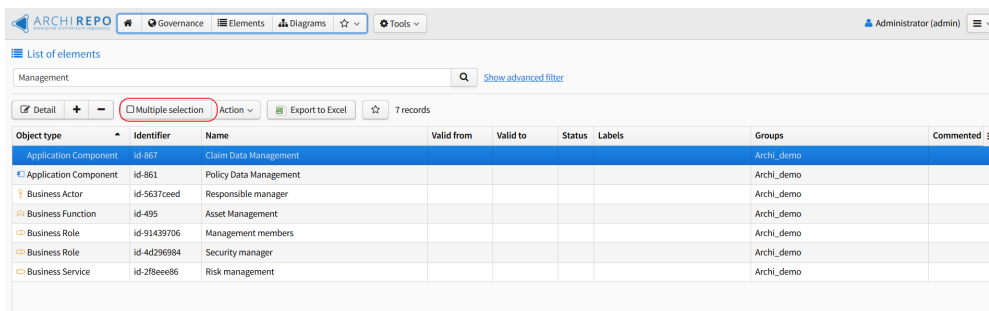 ARCHIREPO Governance Elements Diagrams Tools Administrator (admin)
enterprise architecture repository
List of elements
Management Show advanced filter
Detail Multiple selection Action Export to Excel 7 records
Object type Identifier Name Valid from Valid to Status Labels Groups Commented
Application Component id-867 Claim Data Management Archi_demo
Application Component id-861 Policy Data Management Archi_demo
Business Actor id-5637ceed Responsible manager Archi_demo
Business Function id-495 Asset Management Archi_demo
Business Role id-91439706 Management members Archi_demo
Business Role id-4d296984 Security manager Archi_demo
Business Service id-2f8eee86 Risk management Archi_demo